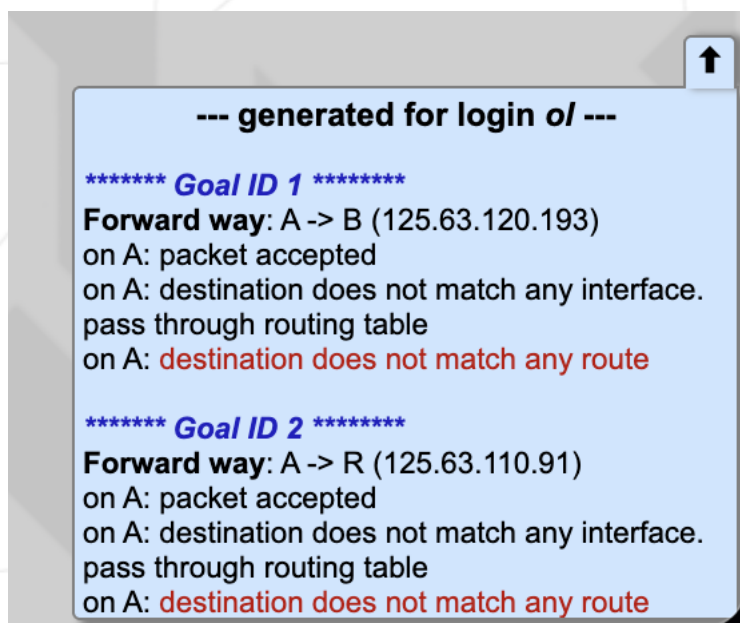 --- generated for login ol ---
******* Goal ID 1 ********
Forward way: A -> B (125.63.120.193)
on A: packet accepted
on A: destination does not match any interface.
pass through routing table
on A: destination does not match any route
******* Goal ID 2 ********
Forward way: A -> R (125.63.110.91)
on A: packet accepted
on A: destination does not match any interface.
pass through routing table
on A: destination does not match any route